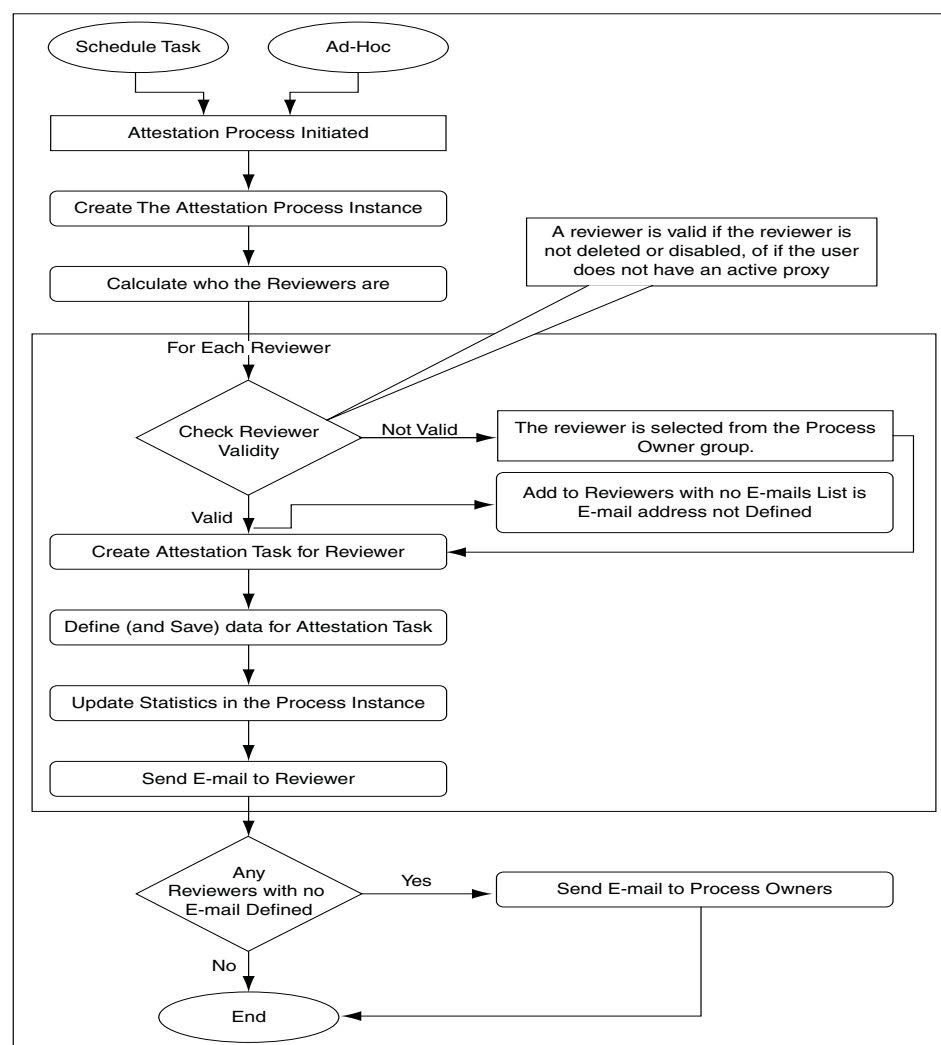 Schedule Task
Ad-Hoc
Attestation Process Initiated
Create The Attestation Process Instance
A reviewer is valid if the reviewer is
not deleted or disabled, of if the user
does not have an active proxy
Calculate who the Reviewers are
For Each Reviewer
Check Reviewer
Validity
Not Valid
The reviewer is selected from the Process
Owner group.
Valid
Add to Reviewers with no E-mails List is
E-mail address not Defined
Create Attestation Task for Reviewer
Define (and Save) data for Attestation Task
Update Statistics in the Process Instance
Send E-mail to Reviewer
Any
Reviewers with no
E-mail Defined
Yes
Send E-mail to Process Owners
No
End